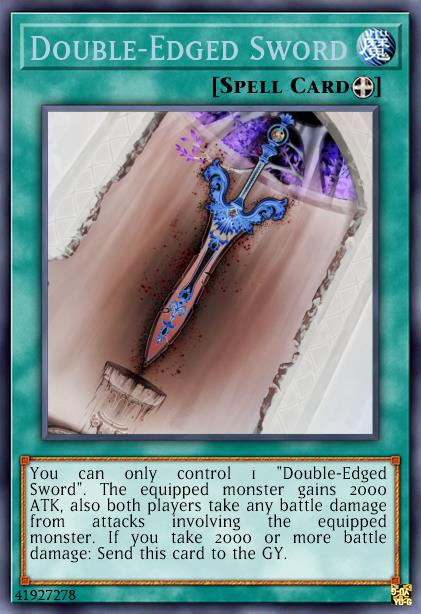 Double-Edged Sword
魔
[Spell Card]
You can only control 1 "Double-Edged
Sword". The equipped monster gains 2000
ATK, also both players take any battle damage
from attacks involving the equipped
monster. If you take 2000 or more battle
damage: Send this card to the GY.
41927278